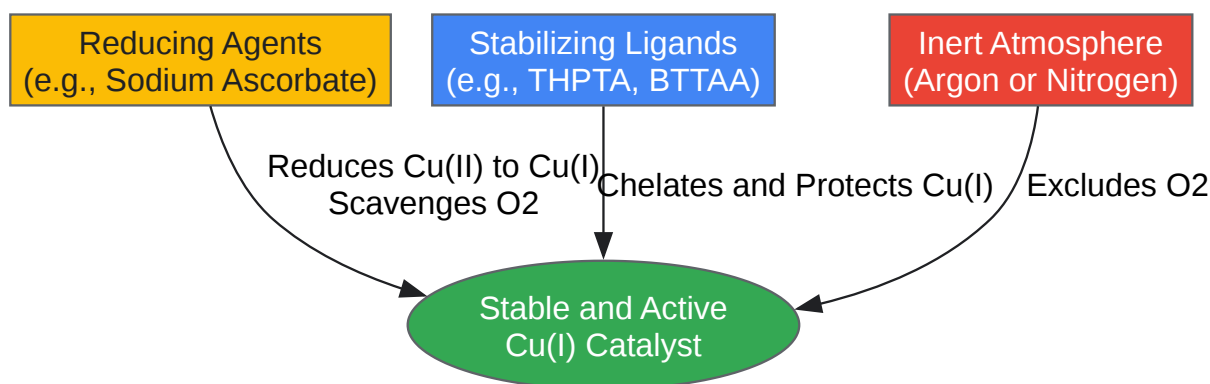 Reducing Agents
(e.g., Sodium Ascorbate)
Stabilizing Ligands
(e.g., THPTA, BTTAA)
Inert Atmosphere
(Argon or Nitrogen)
Reduces Cu(II) to Cu(I)
Scavenges O2
Chelates and Protects Cu(I)
Excludes O2
Stable and Active
Cu(I) Catalyst